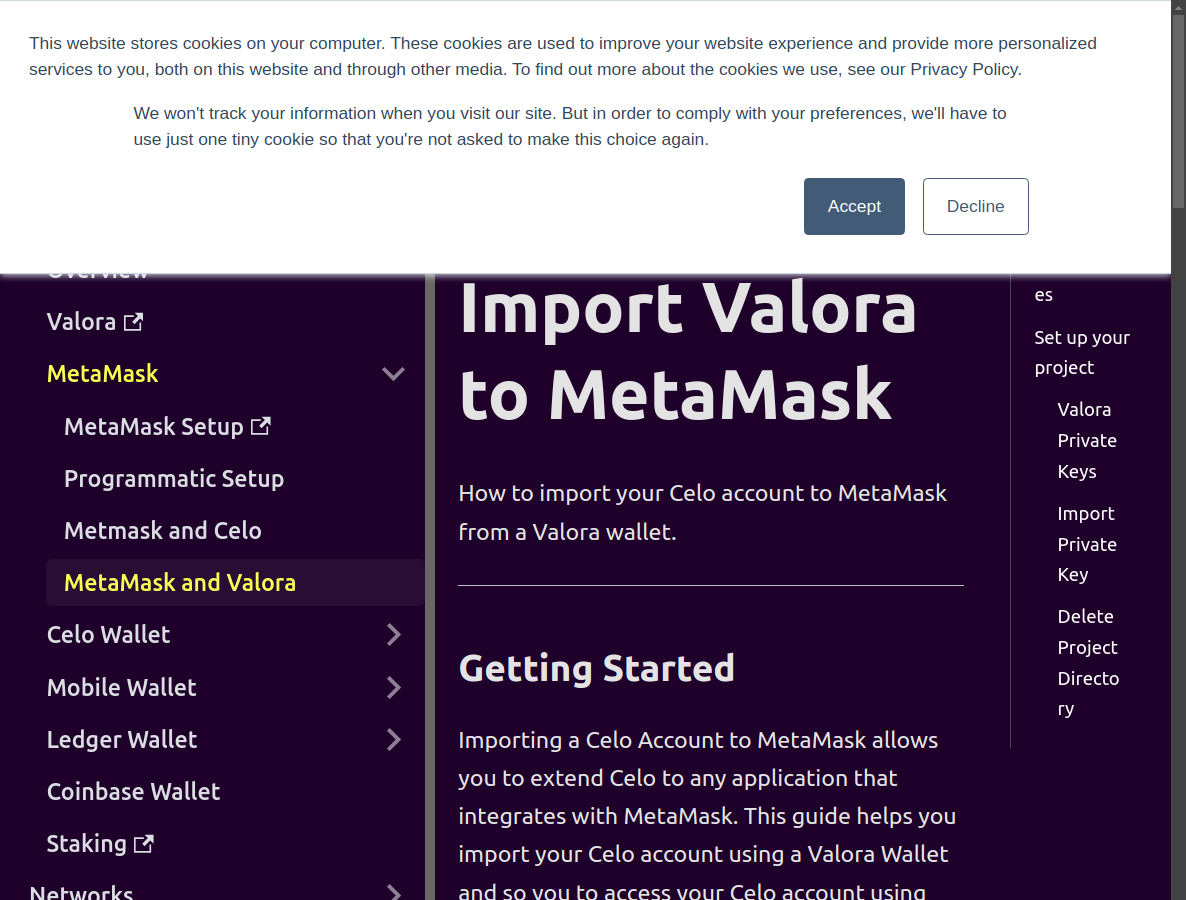 This website stores cookies on your computer. These cookies are used to improve your website experience and provide more personalized
services to you, both on this website and through other media. To find out more about the cookies we use, see our Privacy Policy.
We won't track your information when you visit our site. But in order to comply with your preferences, we'll have to
use just one tiny cookie so that you're not asked to make this choice again.
Accept
Decline
Overview
Valora
MetaMask
MetaMask Setup
Programmatic Setup
Metmask and Celo
MetaMask and Valora
Celo Wallet
Mobile Wallet
Ledger Wallet
Coinbase Wallet
Staking
Networks
Import Valora
to MetaMask
How to import your Celo account to MetaMask
from a Valora wallet.
Getting Started
Importing a Celo Account to MetaMask allows
you to extend Celo to any application that
integrates with MetaMask. This guide helps you
import your Celo account using a Valora Wallet
and so you to access your Celo account using
es
Set up your
project
Valora
Private
Keys
Import
Private
Key
Delete
Project
Directo
ry